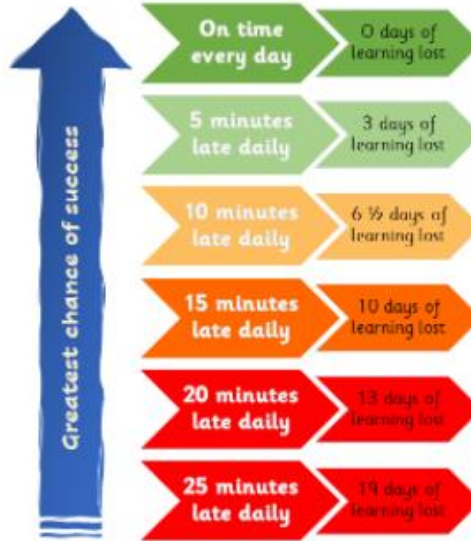 Greatest chance of success
On time
every day
0 days of
learning lost
5 minutes
late daily
3 days of
learning lost
10 minutes
late daily
6 ½ days of
learning lost
15 minutes
late daily
10 days of
learning lost
20 minutes
late daily
13 days of
learning lost
25 minutes
late daily
19 days of
learning lost